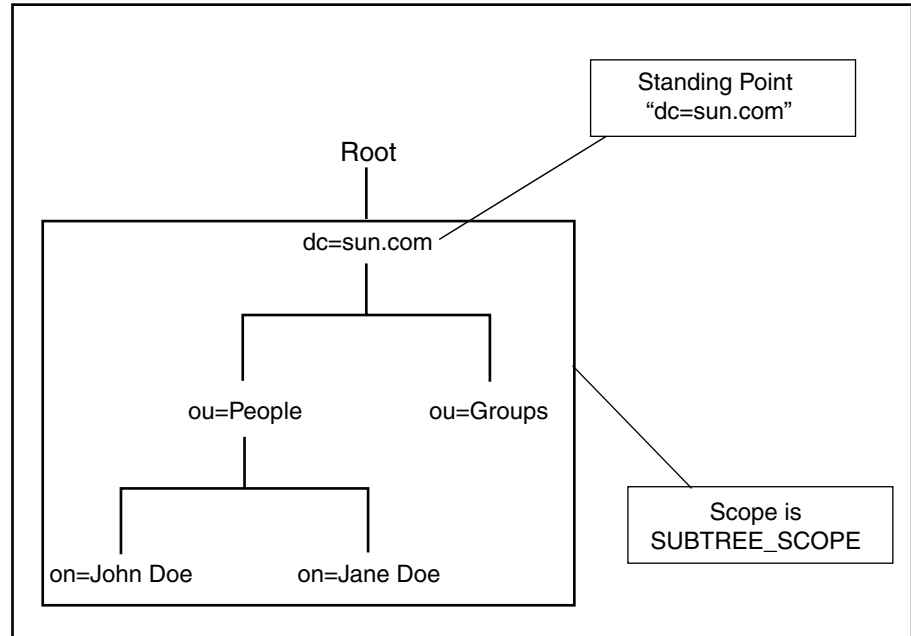 Standing Point
“dc=sun.com”
Root
dc=sun.com
ou=People
ou=Groups
Scope is
SUBTREE_SCOPE
on=John Doe
on=Jane Doe